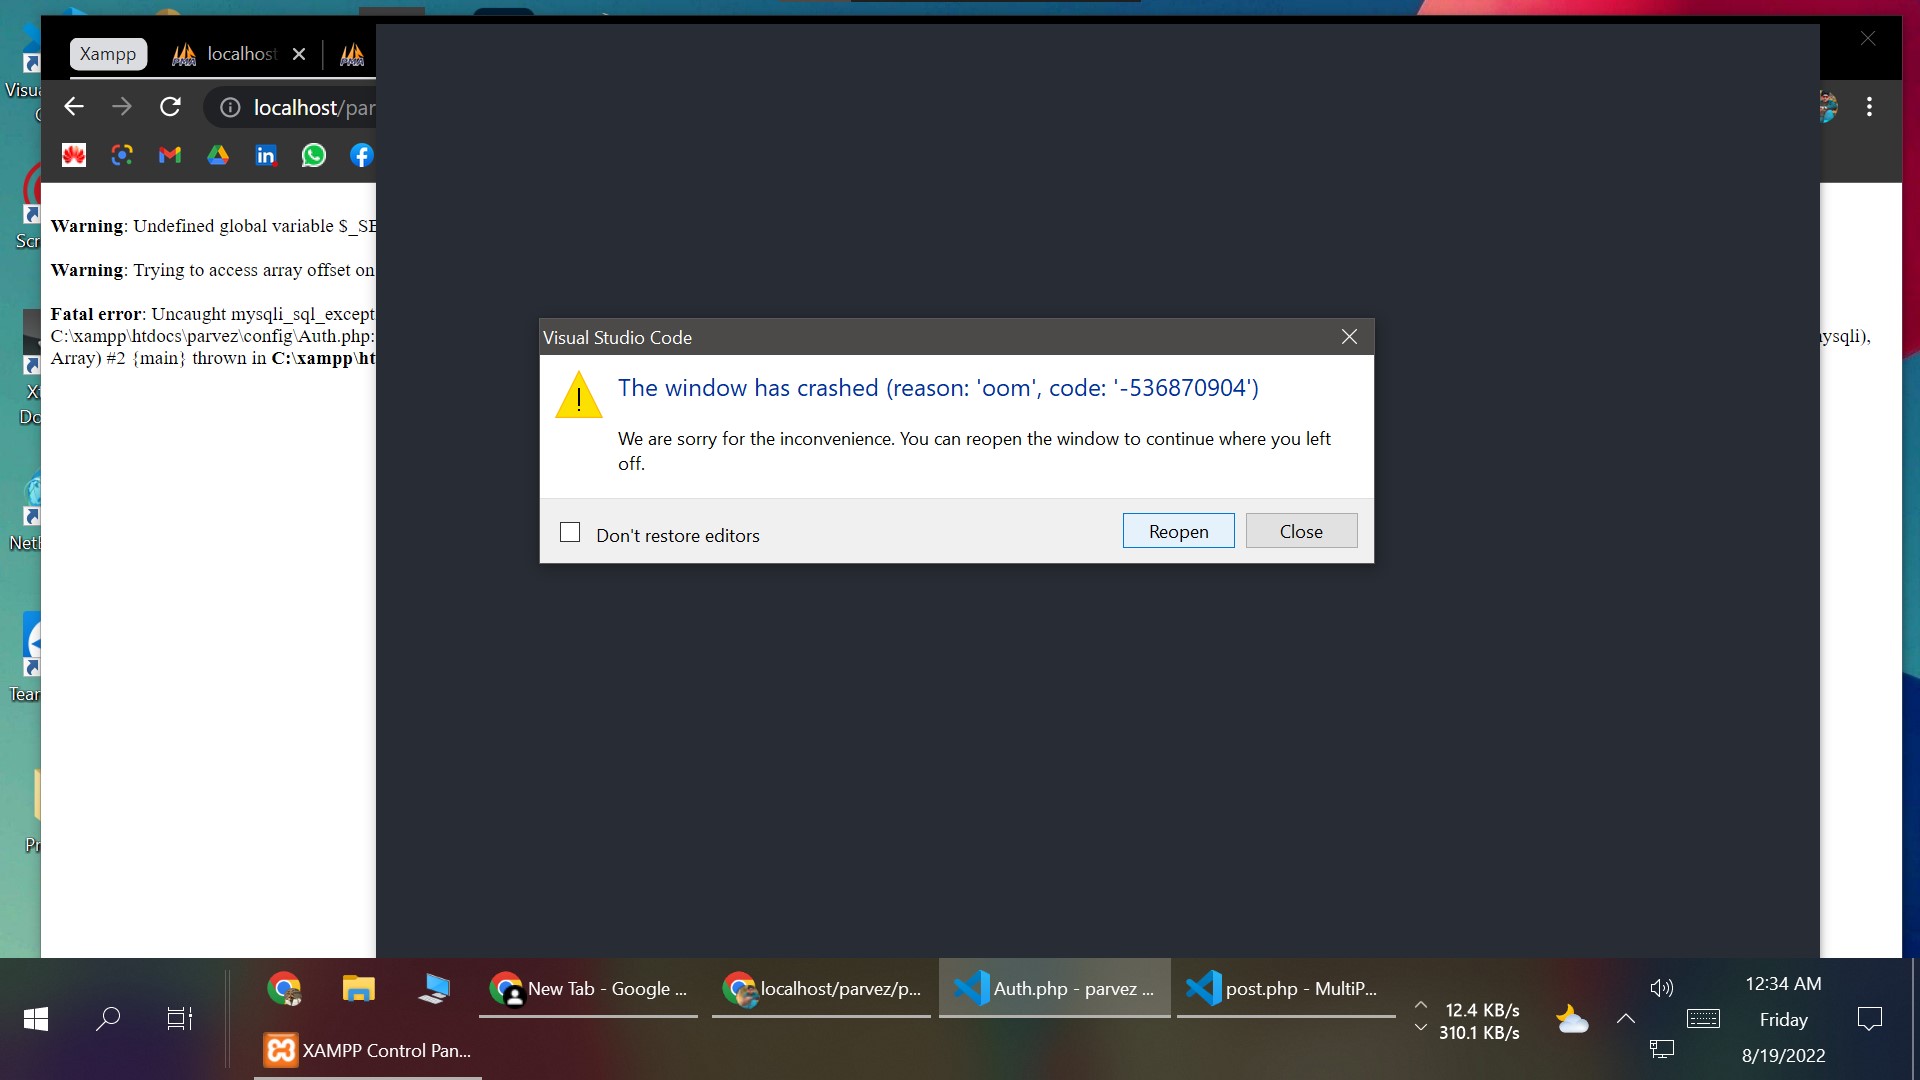 Xampp
localhost
localhost/par
Warning: Undefined global variable $_SE
Warning: Trying to access array offset on
Fatal error: Uncaught mysqli_sql_except
C:\xampp\htdocs\parvez\config\Auth.php:
ysqli),
Array) #2 {main} thrown in C:\xampp\ht
Visual Studio Code
The window has crashed (reason: 'oom', code: '-536870904')
We are sorry for the inconvenience. You can reopen the window to continue where you left
off.
Don't restore editors
Reopen
Close
Visua
Scr
Do
Net
Tear
New Tab - Google ...
localhost/parvez/p...
Auth.php - parvez ...
post.php - MultiP...
XAMPP Control Pan...
12.4 KB/s
310.1 KB/s
12:34 AM
Friday
8/19/2022